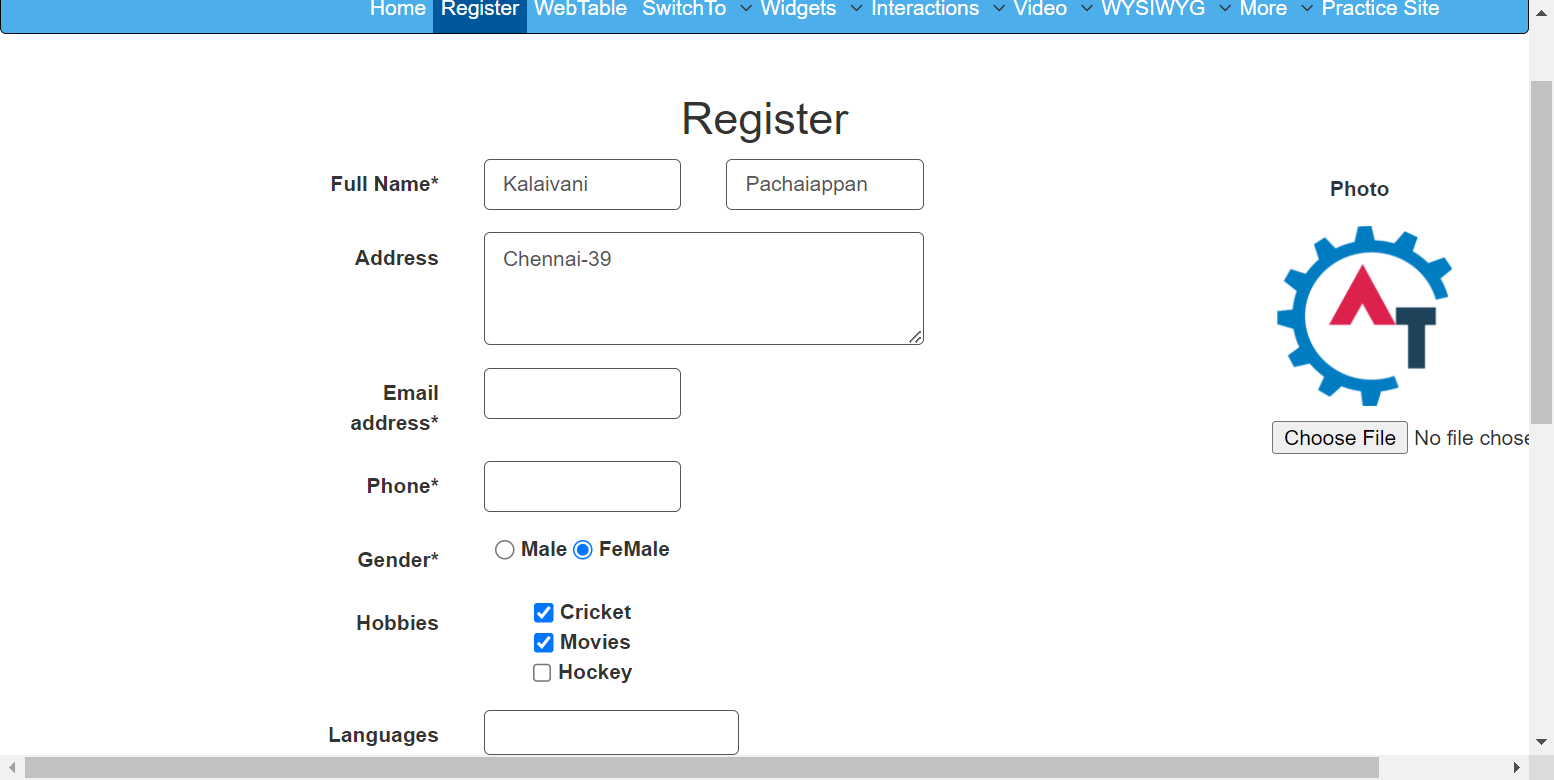 Home Register WebTable SwitchTo Widgets Interactions Video WYSIWYG More Practice Site
Register
Full Name* Kalaivani Pachaiappan
Photo
Address Chennai-39
AT
Email
address*
Choose File No file chose
Phone*
Gender* Male FeMale
Hobbies Cricket
Movies
Hockey
Languages